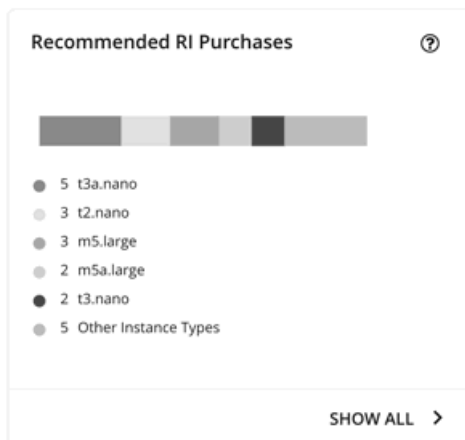 Recommended RI Purchases
5 t3a.nano
3 t2.nano
3 m5.large
2 m5a.large
2 t3.nano
5 Other Instance Types
SHOW ALL